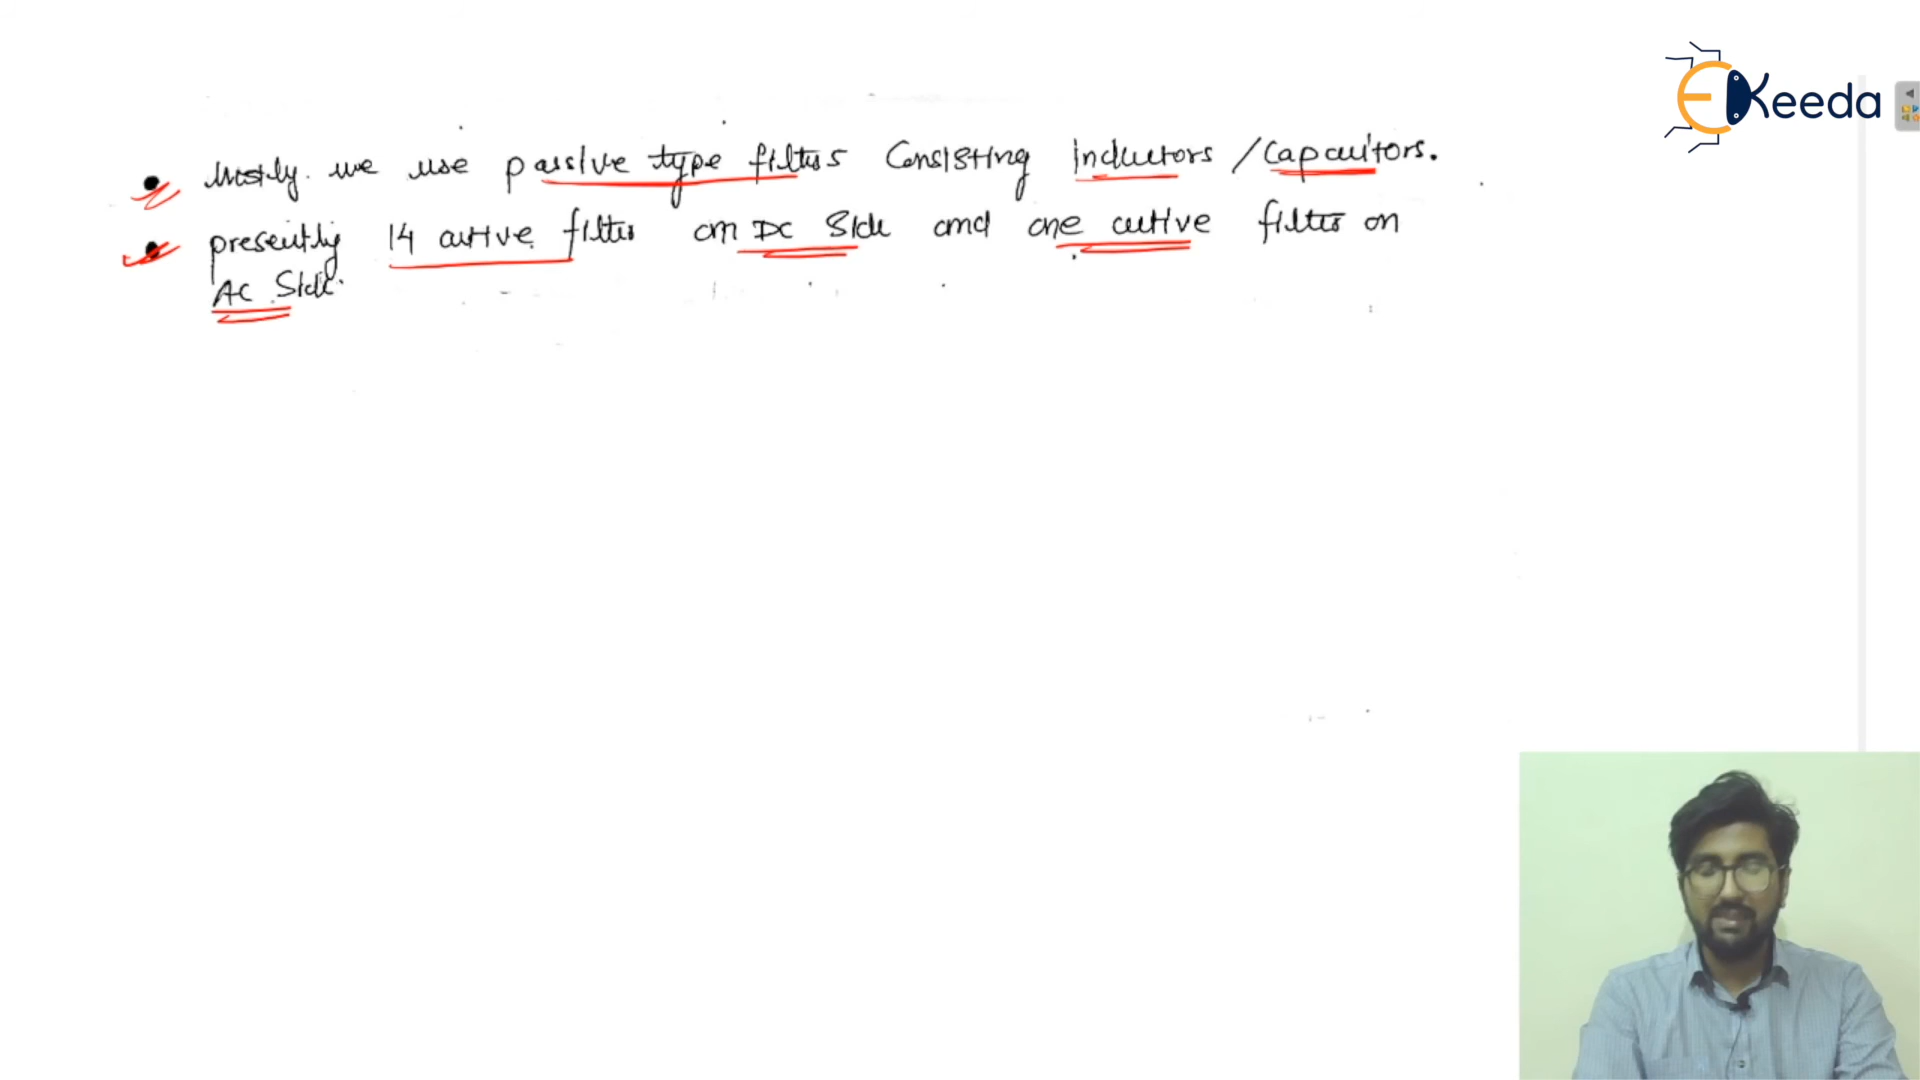 EKeeda
Mostly we use passive type filters Consisting inductors / Capacitors.
presently 14 active filter on DC Side and one active filter on
AC Side.